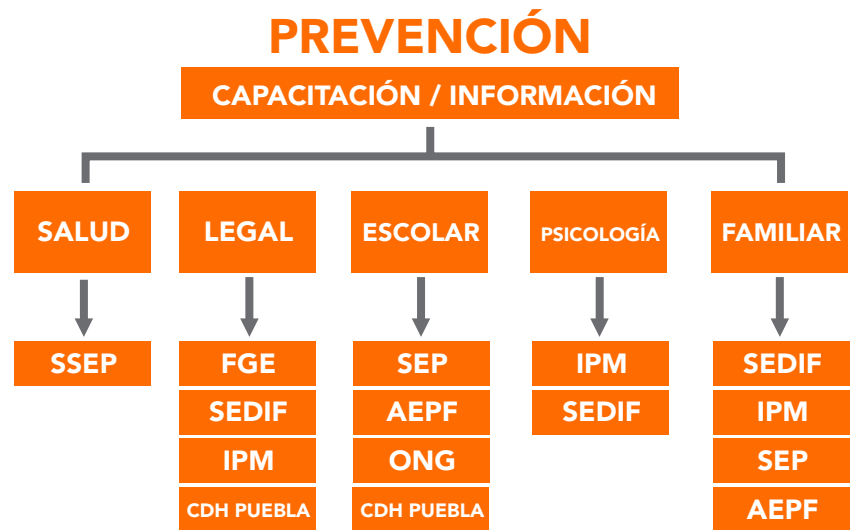 PREVENCIÓN
CAPACITACIÓN / INFORMACIÓN
SALUD
LEGAL
ESCOLAR
PSICOLOGÍA
FAMILIAR
SSEP
FGE
SEDIF
IPM
CDH PUEBLA
SEP
AEPF
ONG
CDH PUEBLA
IPM
SEDIF
SEDIF
IPM
SEP
AEPF